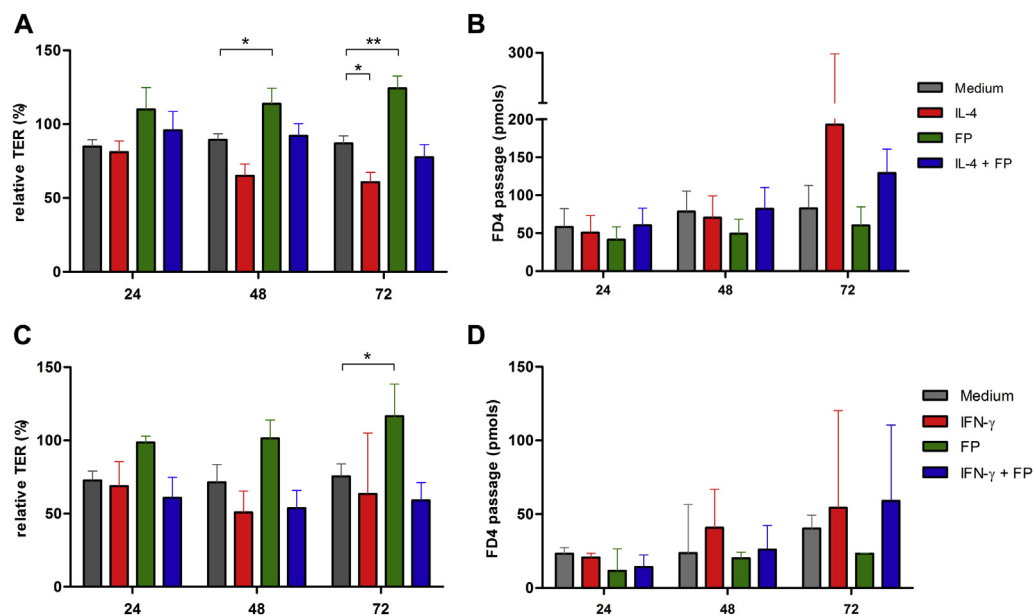 A
relative TER (%)
150
100
50
0
*
**
*
24 48 72
B
FD4 passage (pmols)
300
200
200
150
100
50
0
24 48 72
Medium
IL-4
FP
IL-4 + FP
C
relative TER (%)
150
100
50
0
*
24 48 72
D
FD4 passage (pmols)
150
100
50
0
24 48 72
Medium
IFN-γ
FP
IFN-γ + FP